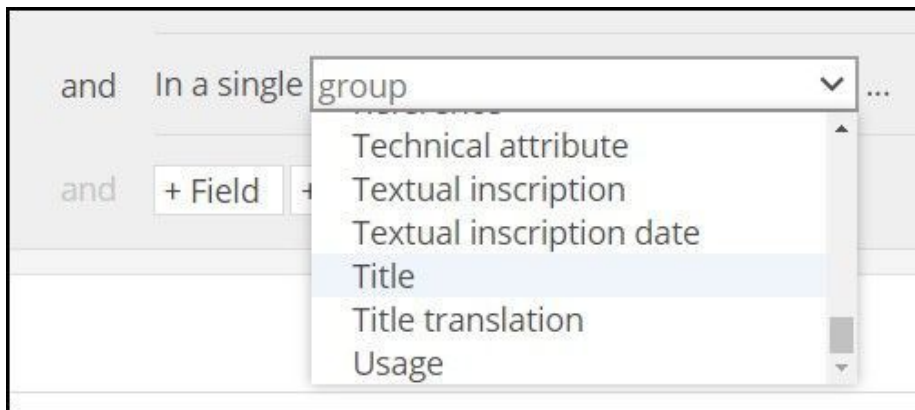 and In a single group ...
Technical attribute
Textual inscription
Textual inscription date
Title
Title translation
Usage
and + Field +